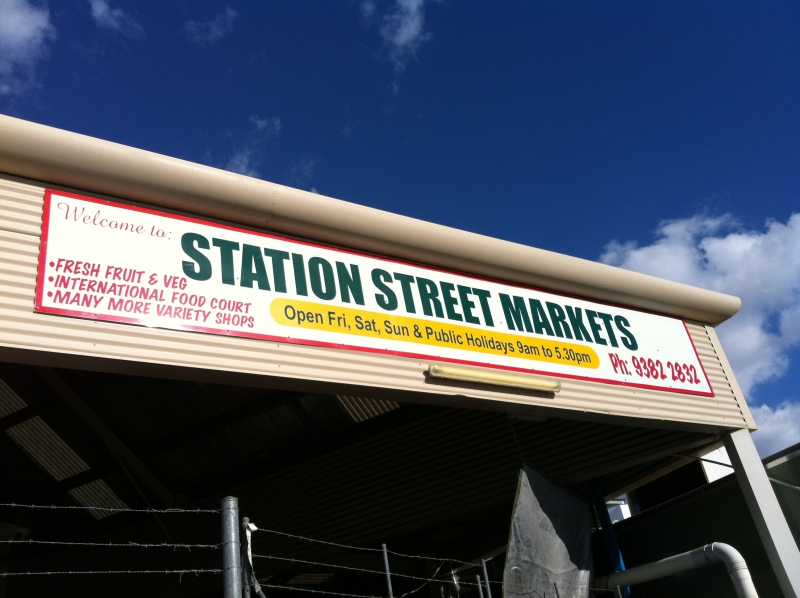 Welcome to:
STATION STREET MARKETS
•FRESH FRUIT & VEG
•INTERNATIONAL FOOD COURT
•MANY MORE VARIETY SHOPS
Open Fri, Sat, Sun & Public Holidays 9am to 5.30pm
Ph: 9382 2832